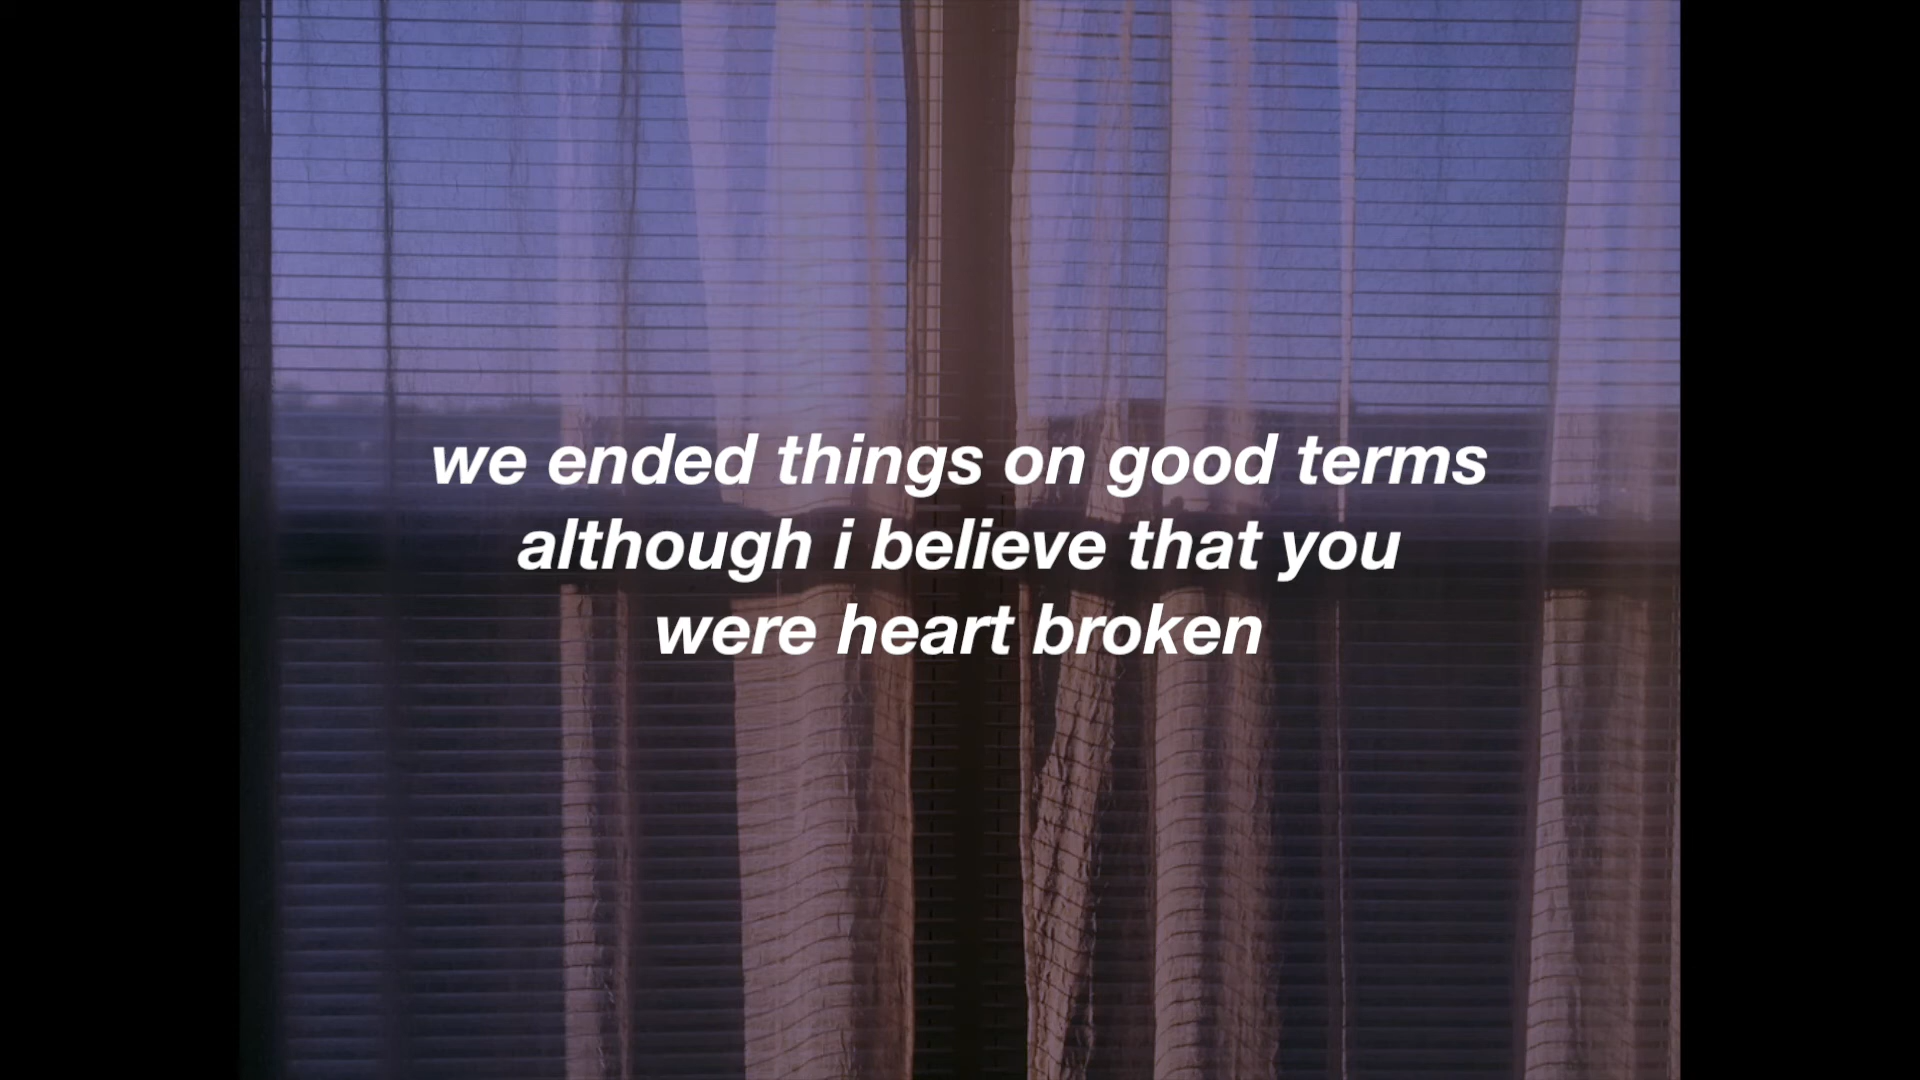 we ended things on good terms
although i believe that you
were heart broken